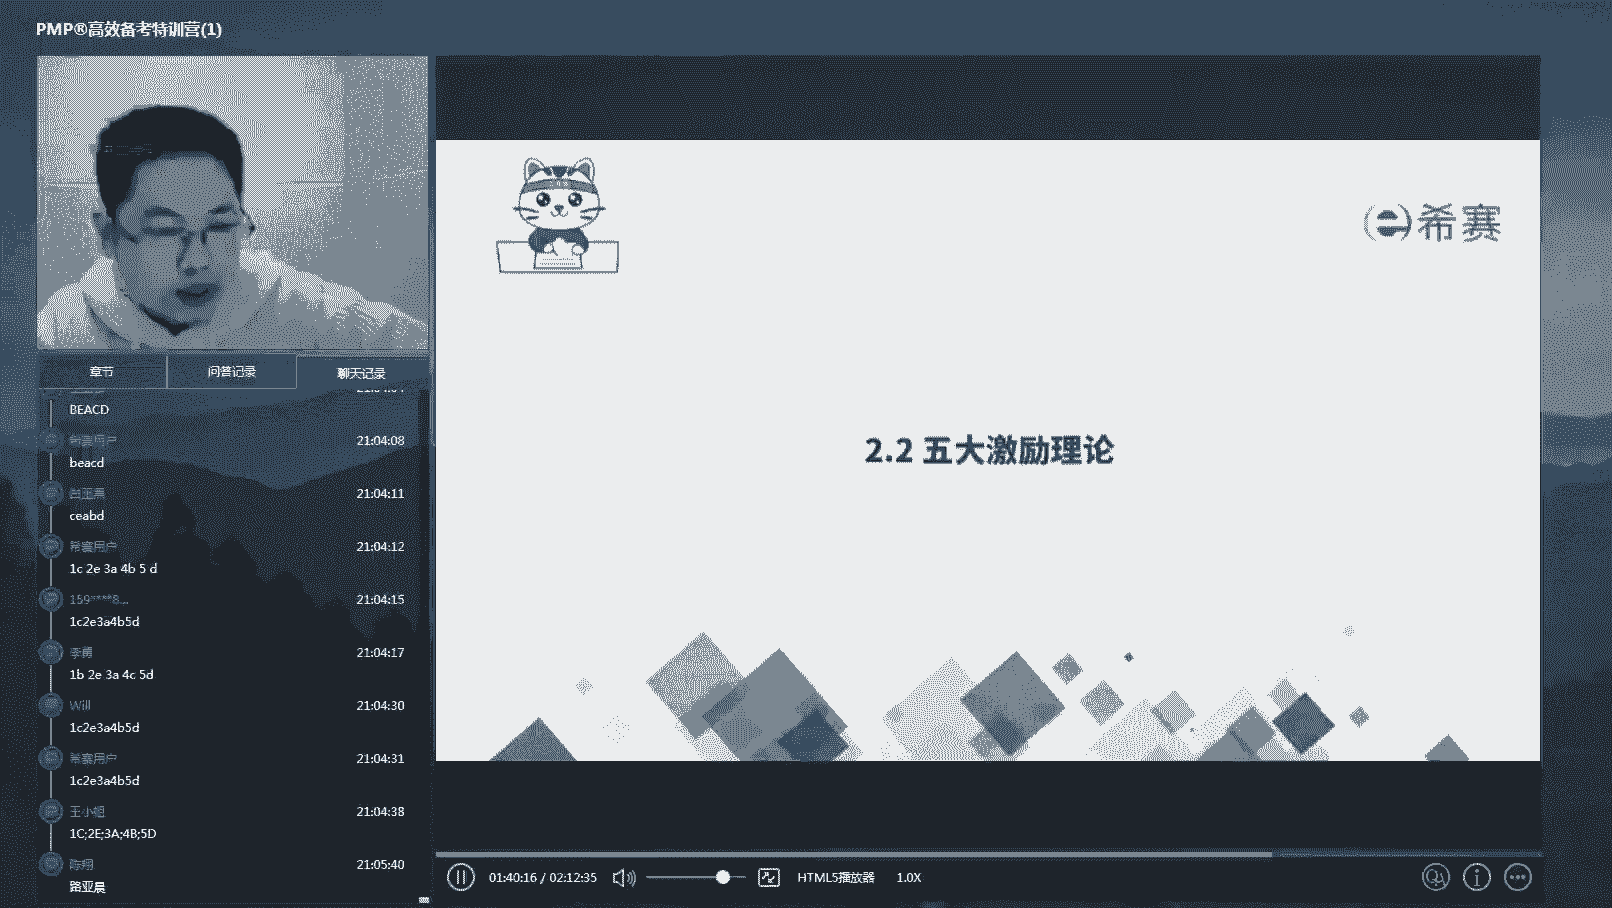 PMP®高效备考特训营(1)
希赛
2.2 五大激励理论
章节
问答记录
聊天记录
BEACD
希赛用户
21:04:08
beacd
21:04:11
ceabd
希赛用户
21:04:12
1c 2e 3a 4b 5 d
159****8...
21:04:15
1c2e3a4b5d
李勇
21:04:17
1b 2e 3a 4c 5d
Will
21:04:30
1c2e3a4b5d
希赛用户
21:04:31
1c2e3a4b5d
王小姐
21:04:38
1C;2E;3A;4B;5D
陈翔
21:05:40
路亚晨
01:40:16 / 02:12:35
HTML5播放器
1.0X